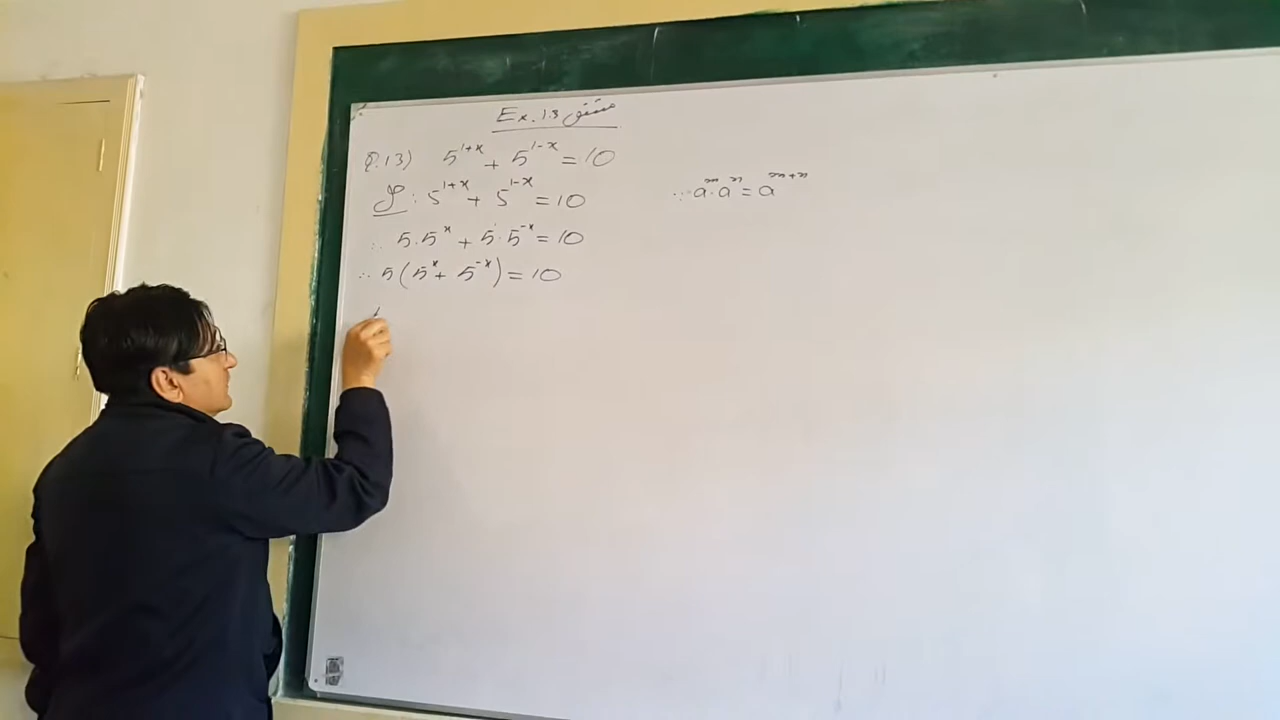 Ex. 1.3 مشق
Q.13) 5^{1+x} + 5^{1-x} = 10
: 5^{1+x} + 5^{1-x} = 10
∵ a^m · a^n = a^{m+n}
∴ 5 · 5^x + 5 · 5^{-x} = 10
∴ 5(5^x + 5^{-x}) = 10